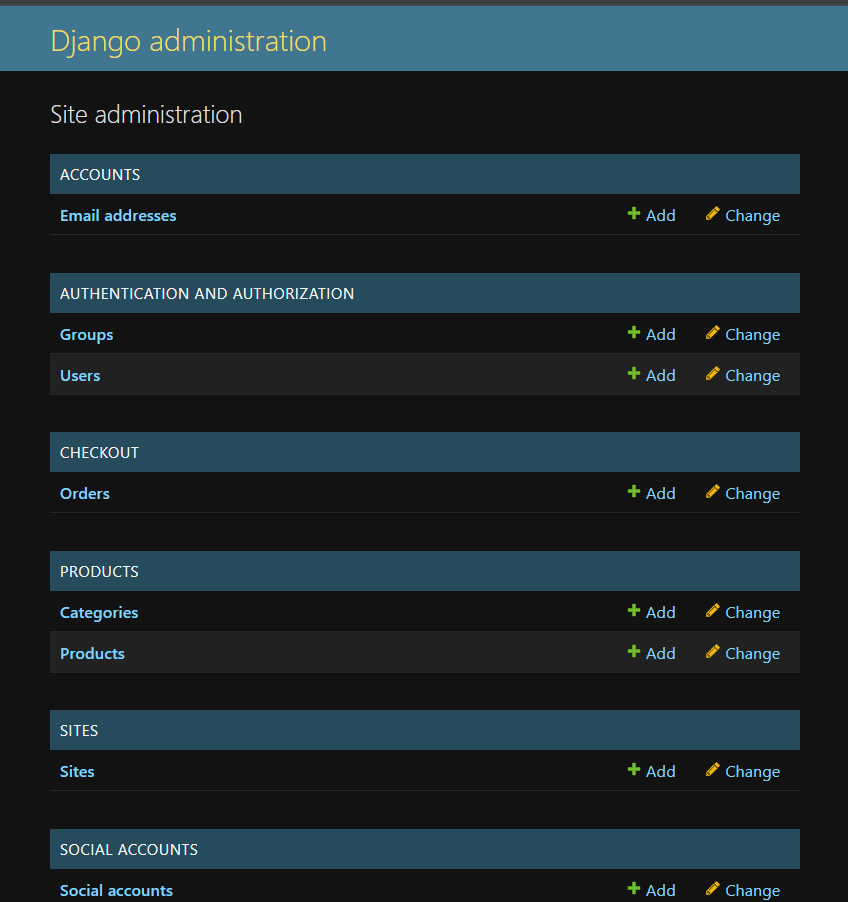 Django administration
Site administration
ACCOUNTS
Email addresses Add Change
AUTHENTICATION AND AUTHORIZATION
Groups Add Change
Users Add Change
CHECKOUT
Orders Add Change
PRODUCTS
Categories Add Change
Products Add Change
SITES
Sites Add Change
SOCIAL ACCOUNTS
Social accounts Add Change